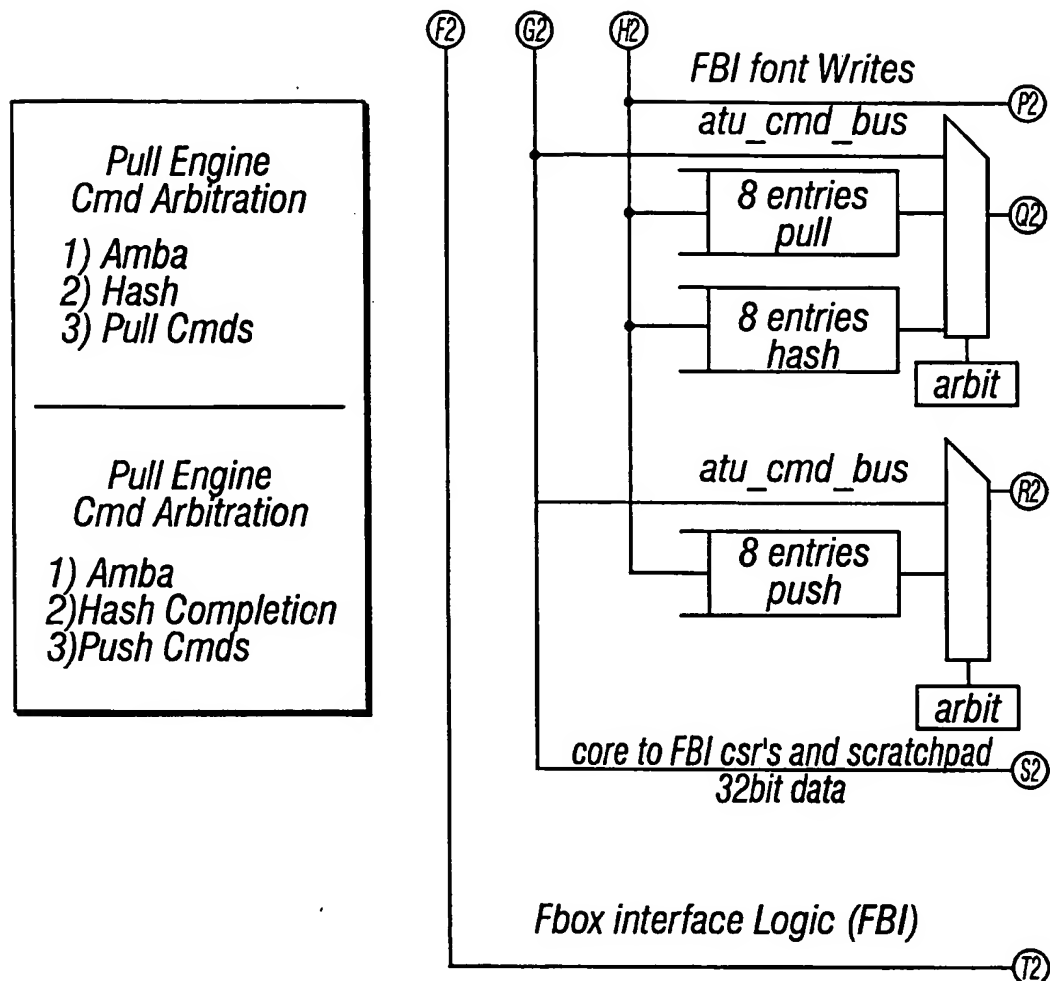 F2
G2
H2
FBI font Writes
P2
atu_cmd_bus
8 entries
pull
Q2
8 entries
hash
arbit
Pull Engine
Cmd Arbitration
1) Amba
2) Hash
3) Pull Cmds
Pull Engine
Cmd Arbitration
1) Amba
2)Hash Completion
3)Push Cmds
atu_cmd_bus
R2
8 entries
push
arbit
core to FBI csr's and scratchpad
32bit data
S2
Fbox interface Logic (FBI)
T2